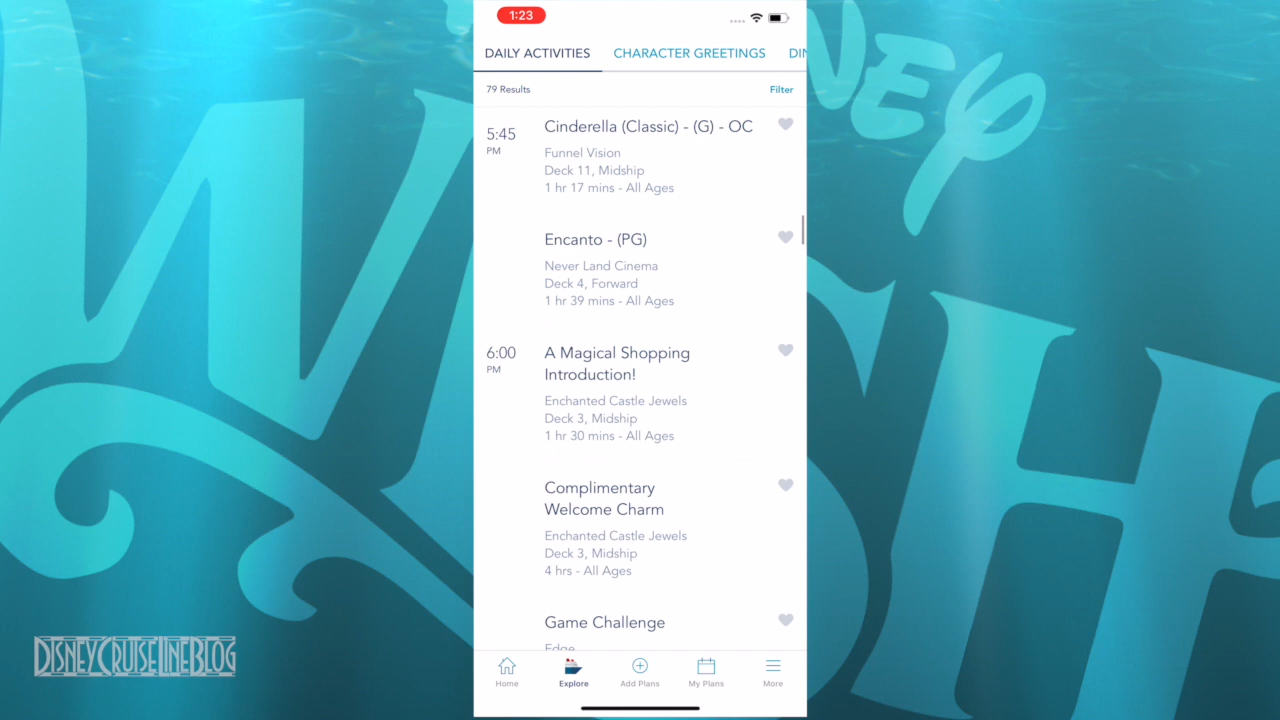 1:23
DAILY ACTIVITIES
CHARACTER GREETINGS
DIN
79 Results
Filter
5:45
PM
Cinderella (Classic) - (G) - OC
Funnel Vision
Deck 11, Midship
1 hr 17 mins - All Ages
Encanto - (PG)
Never Land Cinema
Deck 4, Forward
1 hr 39 mins - All Ages
6:00
PM
A Magical Shopping
Introduction!
Enchanted Castle Jewels
Deck 3, Midship
1 hr 30 mins - All Ages
Complimentary
Welcome Charm
Enchanted Castle Jewels
Deck 3, Midship
4 hrs - All Ages
Game Challenge
Edge
Home
Explore
Add Plans
My Plans
More
NEY
WISH
DISNEYCRUISELINEBLOG